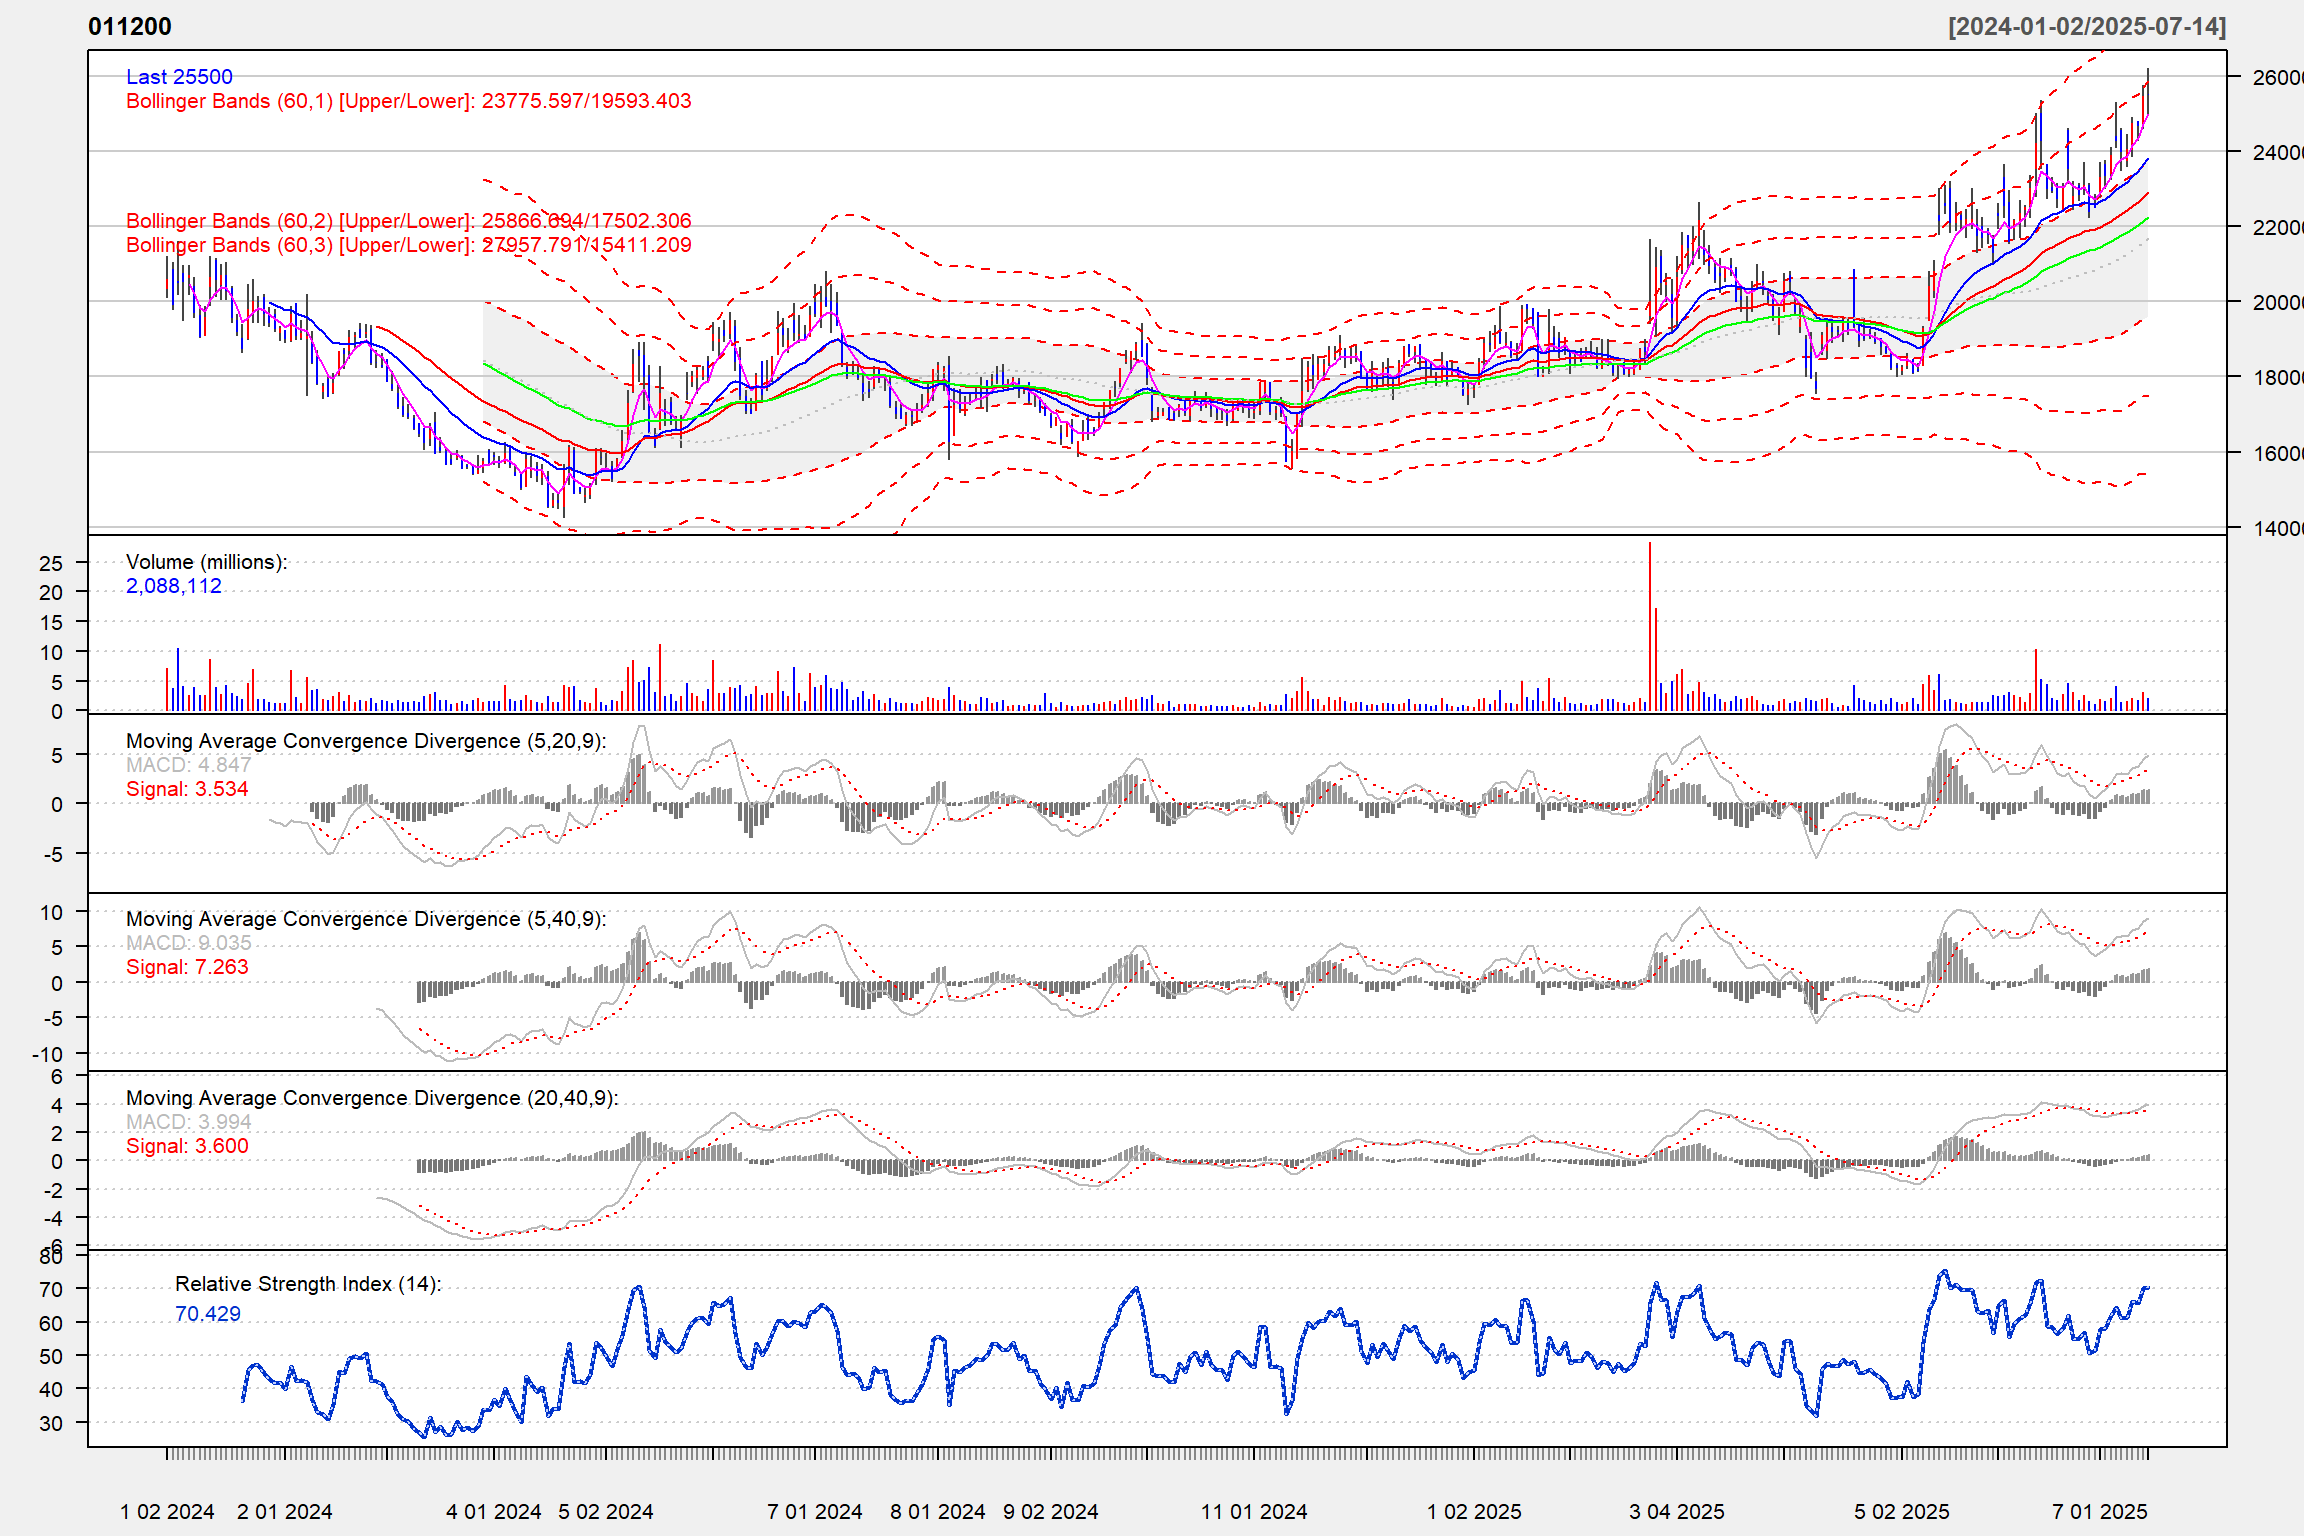 011200 [2024-01-02/2025-07-14]
Last 25500
Bollinger Bands (60,1) [Upper/Lower]: 23775.597/19593.403
Bollinger Bands (60,2) [Upper/Lower]: 25866.694/17502.306
Bollinger Bands (60,3) [Upper/Lower]: 27957.791/15411.209
2600
2400
2200
2000
1800
1600
1400
Volume (millions):
2,088,112
25
20
15
10
5
0
Moving Average Convergence Divergence (5,20,9):
MACD: 4.847
Signal: 3.534
5
0
-5
Moving Average Convergence Divergence (5,40,9):
MACD: 9.035
Signal: 7.263
10
5
0
-5
-10
Moving Average Convergence Divergence (20,40,9):
MACD: 3.994
Signal: 3.600
6
4
2
0
-2
-4
-6
Relative Strength Index (14):
70.429
80
70
60
50
40
30
1 02 2024 2 01 2024 4 01 2024 5 02 2024 7 01 2024 8 01 2024 9 02 2024 11 01 2024 1 02 2025 3 04 2025 5 02 2025 7 01 2025